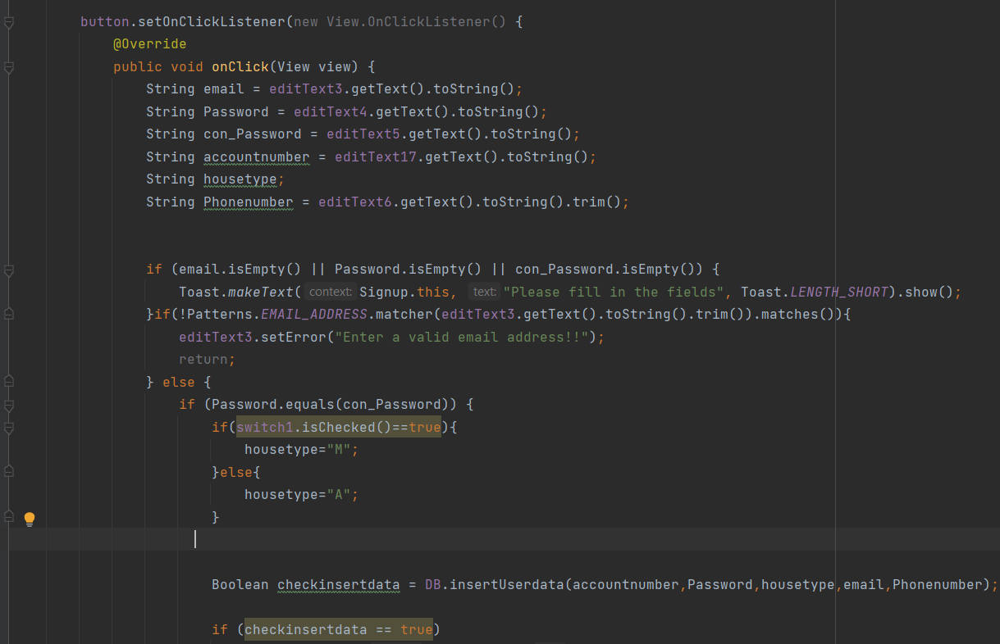 button.setOnClickListener(new View.OnClickListener() {
@Override
public void onClick(View view) {
String email = editText3.getText().toString();
String Password = editText4.getText().toString();
String con_Password = editText5.getText().toString();
String accountnumber = editText17.getText().toString();
String housetype;
String Phonenumber = editText6.getText().toString().trim();
if (email.isEmpty() || Password.isEmpty() || con_Password.isEmpty()) {
Toast.makeText( context: Signup.this, text: "Please fill in the fields", Toast.LENGTH_SHORT).show();
}if(!Patterns.EMAIL_ADDRESS.matcher(editText3.getText().toString().trim()).matches()){
editText3.setError("Enter a valid email address!!");
return;
} else {
if (Password.equals(con_Password)) {
if(switch1.isChecked()==true){
housetype="M";
}else{
housetype="A";
}
Boolean checkinsertdata = DB.insertUserdata(accountnumber,Password,housetype,email,Phonenumber);
if (checkinsertdata == true)